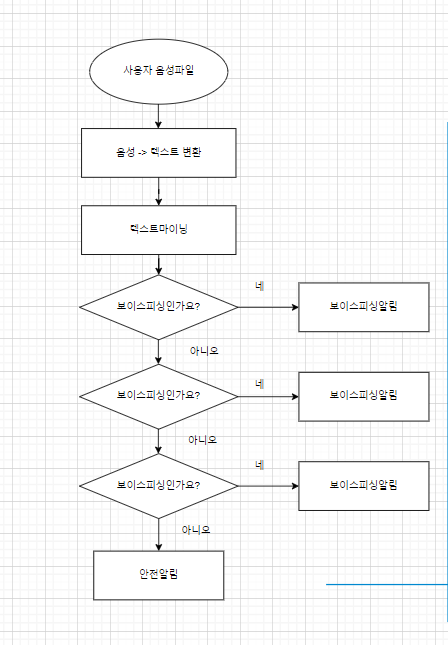 사용자 음성파일
음성 -> 텍스트 변환
텍스트마이닝
보이스피싱인가요?
네
보이스피싱알림
아니오
보이스피싱인가요?
네
보이스피싱알림
아니오
보이스피싱인가요?
네
보이스피싱알림
아니오
안전알림